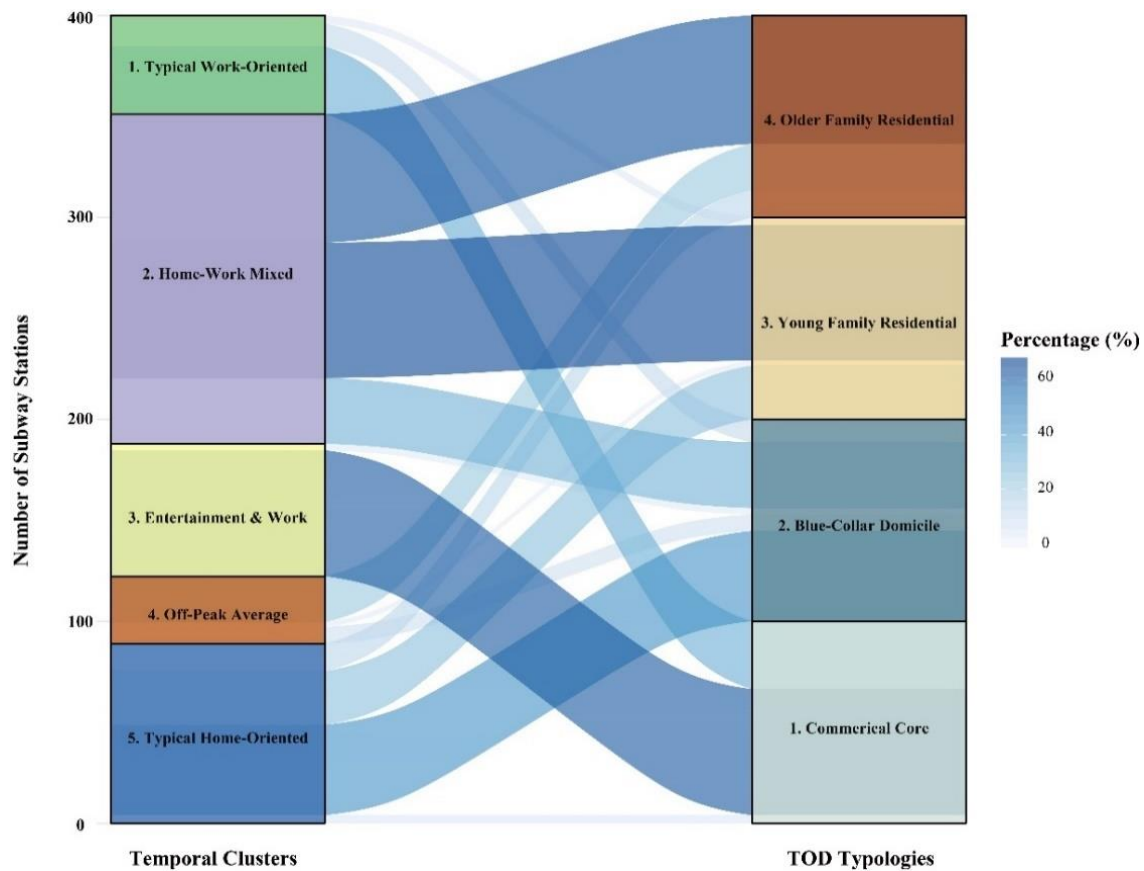 400
300
200
100
0
Number of Subway Stations
1. Typical Work-Oriented
2. Home-Work Mixed
3. Entertainment & Work
4. Off-Peak Average
5. Typical Home-Oriented
Temporal Clusters
4. Older Family Residential
3. Young Family Residential
2. Blue-Collar Domicile
1. Commerical Core
TOD Typologies
Percentage (%)
60
40
20
0